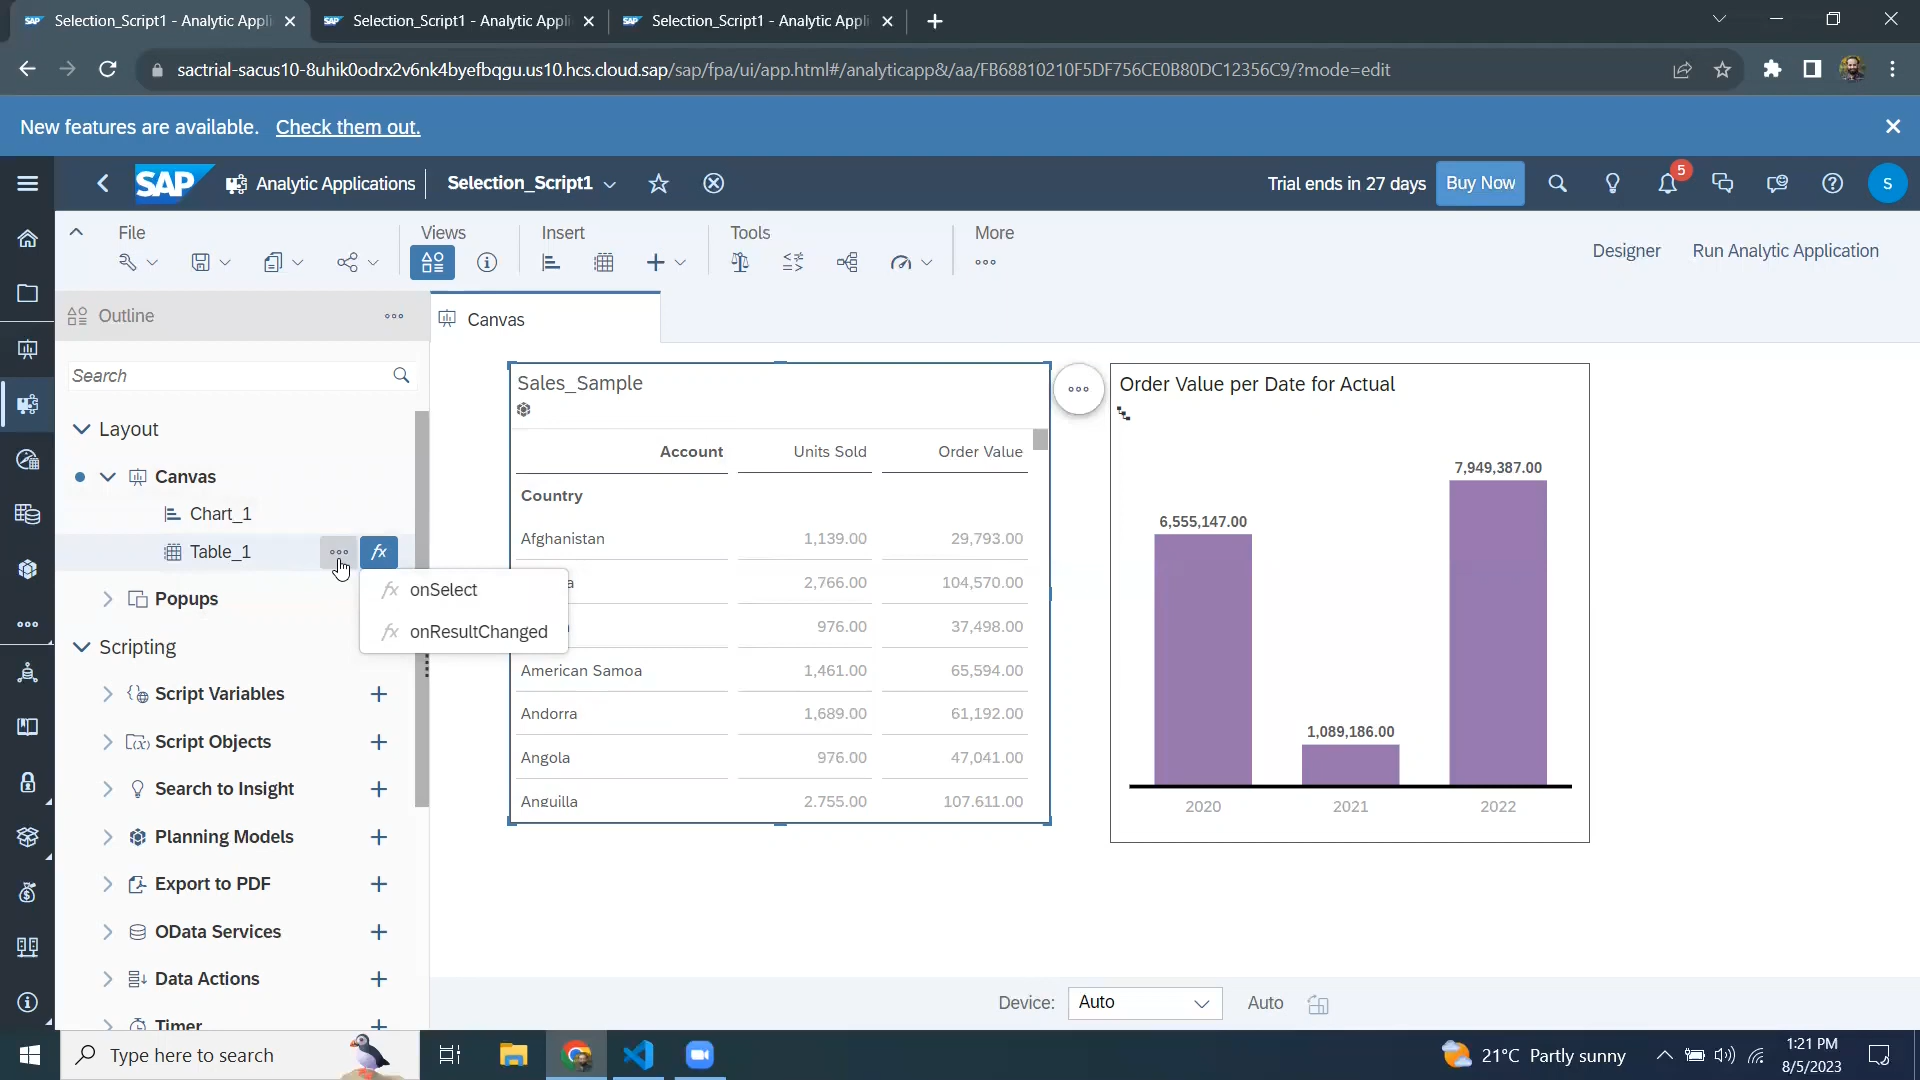 Selection_Script1 - Analytic Appli
Selection_Script1 - Analytic Appli
Selection_Script1 - Analytic Appli
sactrial-sacus10-8uhik0odrx2v6nk4byefbqgu.us10.hcs.cloud.sap/sap/fpa/ui/app.html#/analyticapp&/aa/FB68810210F5DF756CE0B80DC12356C9/?mode=edit
New features are available. Check them out.
SAP Analytic Applications Selection_Script1
Trial ends in 27 days Buy Now 5 S
File Views Insert Tools More
Designer Run Analytic Application
Outline
Canvas
Search
Layout
Canvas
Chart_1
Table_1 fx
fx onSelect
fx onResultChanged
Popups
Scripting
Script Variables
Script Objects
Search to Insight
Planning Models
Export to PDF
OData Services
Data Actions
Timer
Sales_Sample
Account Units Sold Order Value
Country
Afghanistan 1,139.00 29,793.00
a 2,766.00 104,570.00
976.00 37,498.00
American Samoa 1,461.00 65,594.00
Andorra 1,689.00 61,192.00
Angola 976.00 47,041.00
Anguilla 2,755.00 107,611.00
Order Value per Date for Actual
7,949,387.00
6,555,147.00
1,089,186.00
2020 2021 2022
Device: Auto Auto
Type here to search
21°C Partly sunny
1:21 PM
8/5/2023